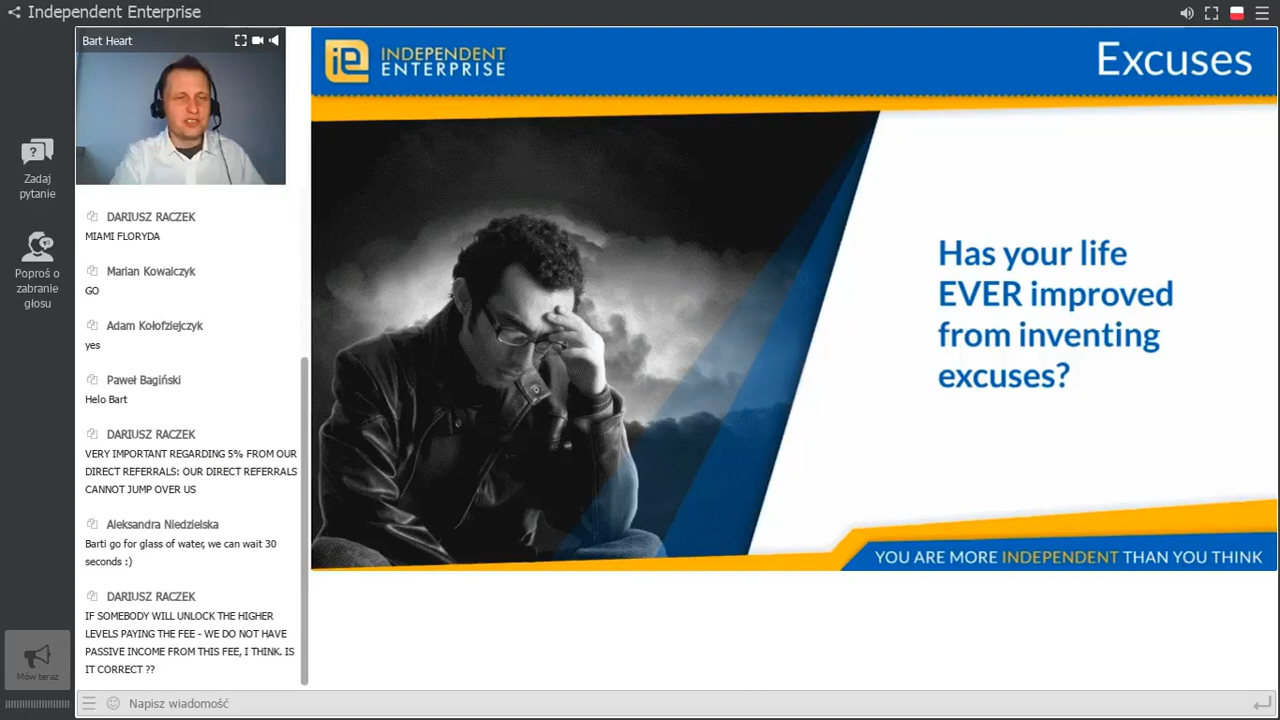 Independent Enterprise
Bart Heart
Zadaj
pytanie
Poproś o
zabranie
głosu
Mów teraz
DARIUSZ RACZEK
MIAMI FLORYDA
Marian Kowalczyk
GO
Adam Kołofziejczyk
yes
Paweł Bagiński
Helo Bart
DARIUSZ RACZEK
VERY IMPORTANT REGARDING 5% FROM OUR
DIRECT REFERRALS: OUR DIRECT REFERRALS
CANNOT JUMP OVER US
Aleksandra Niedzielska
Barti go for glass of water, we can wait 30
seconds :)
DARIUSZ RACZEK
IF SOMEBODY WILL UNLOCK THE HIGHER
LEVELS PAYING THE FEE - WE DO NOT HAVE
PASSIVE INCOME FROM THIS FEE, I THINK. IS
IT CORRECT ??
Napisz wiadomość
ie INDEPENDENT
ENTERPRISE
Excuses
Has your life
EVER improved
from inventing
excuses?
YOU ARE MORE INDEPENDENT THAN YOU THINK